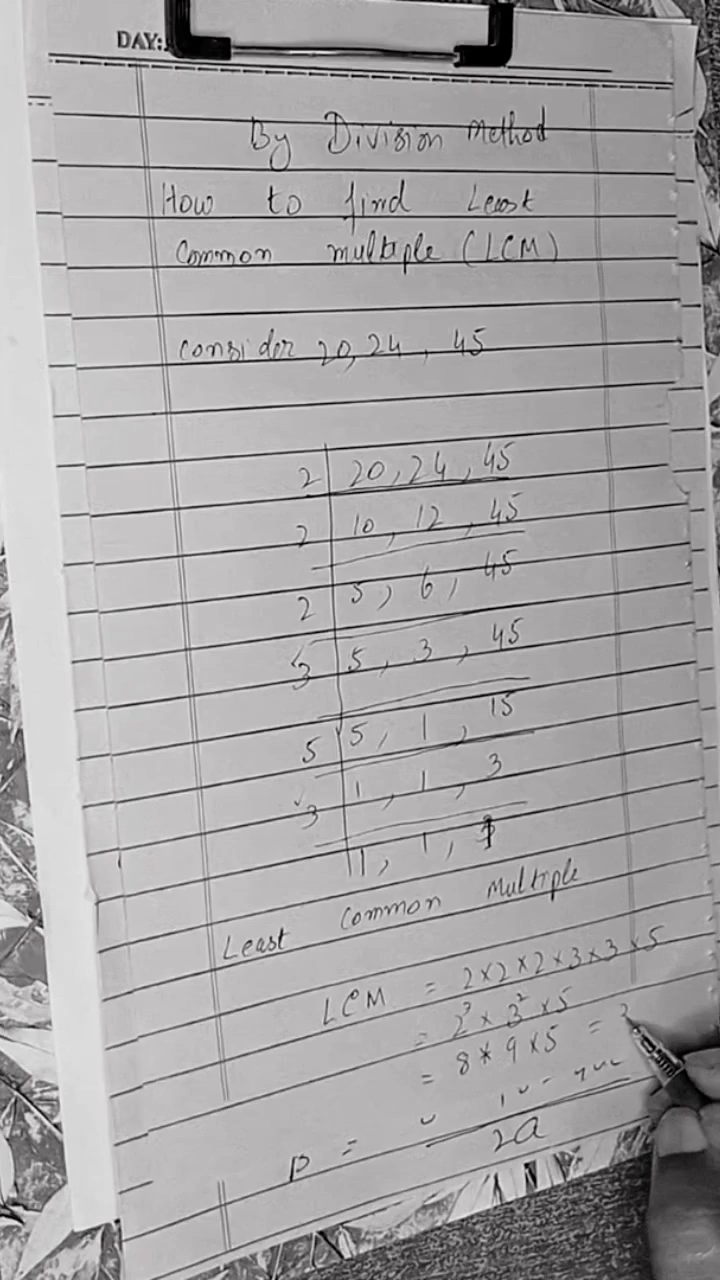 DAY:
By Division Method
How to find Least
Common multiple (LCM)
consider 20, 24, 45
2 | 20, 24, 45
2 | 10, 12, 45
2 | 5, 6, 45
3 | 5, 3, 45
5 | 5, 1, 15
3 | 1, 1, 3
1, 1, 1
Least Common Multiple
LCM = 2×2×2×3×3×5
= 2³ × 3² × 5
= 8 * 9 × 5 =
=
2a